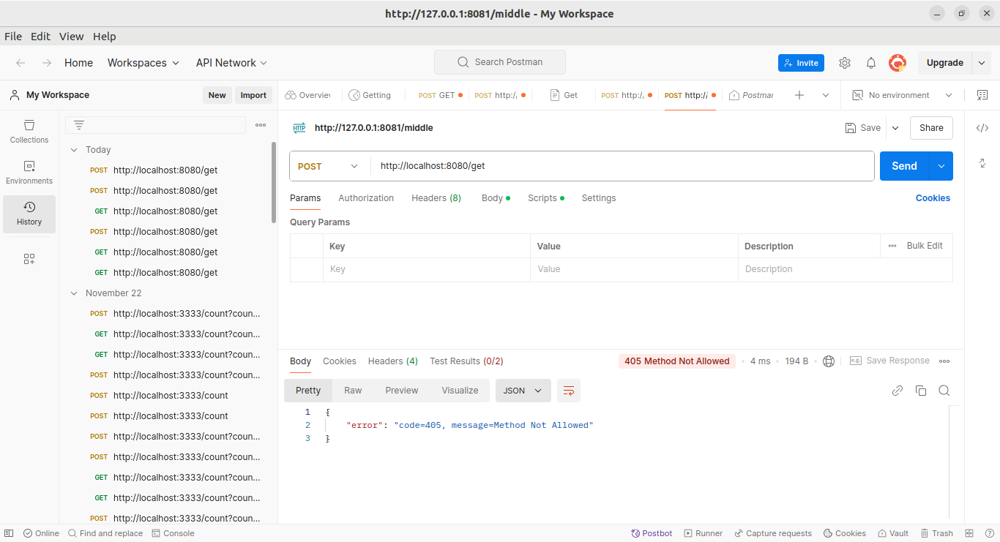 http://127.0.0.1:8081/middle - My Workspace
File Edit View Help
Home Workspaces API Network Search Postman Invite Upgrade
My Workspace New Import
Overviev Getting POST GET POST http:/. Get POST http:/. POST http:// Postmar No environment
Collections
Environments
History
Today
POST http://localhost:8080/get
POST http://localhost:8080/get
GET http://localhost:8080/get
POST http://localhost:8080/get
GET http://localhost:8080/get
GET http://localhost:8080/get
November 22
POST http://localhost:3333/count?coun...
GET http://localhost:3333/count?coun...
GET http://localhost:3333/count?coun...
POST http://localhost:3333/count?coun...
POST http://localhost:3333/count
POST http://localhost:3333/count
POST http://localhost:3333/count?coun...
POST http://localhost:3333/count?coun...
GET http://localhost:3333/count?coun...
GET http://localhost:3333/count?coun...
POST http://localhost:3333/count?coun...
HTTP http://127.0.0.1:8081/middle Save Share
POST http://localhost:8080/get Send
Params Authorization Headers (8) Body Scripts Settings Cookies
Query Params
Key Value Description Bulk Edit
Key Value Description
Body Cookies Headers (4) Test Results (0/2) 405 Method Not Allowed 4 ms 194 B e.g. Save Response
Pretty Raw Preview Visualize JSON
1 {
2 "error": "code=405, message=Method Not Allowed"
3 }
Online Find and replace Console Postbot Runner Capture requests Cookies Vault Trash